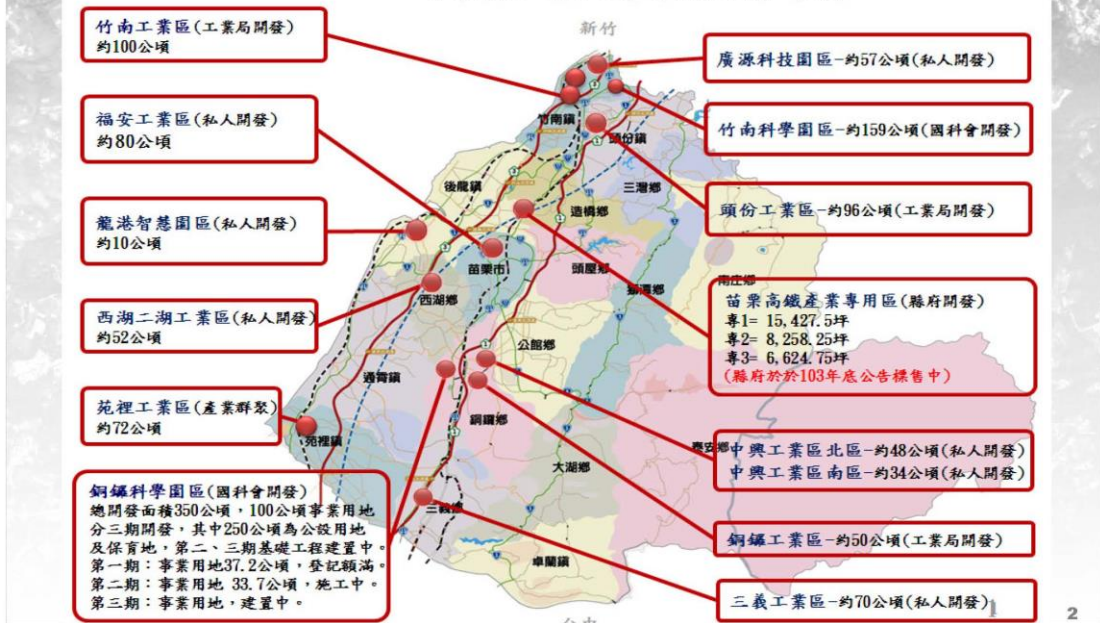 新竹
竹南工業區(工業局開發)
約100公頃
福安工業區(私人開發)
約80公頃
龍港智慧園區(私人開發)
約10公頃
西湖二湖工業區(私人開發)
約52公頃
苑裡工業區(產業群聚)
約72公頃
銅鑼科學園區(國科會開發)
總開發面積350公頃，100公頃事業用地
分三期開發，其中250公頃為公設用地
及保育地，第二、三期基礎工程建置中。
第一期：事業用地37.2公頃，登記額滿。
第二期：事業用地 33.7公頃，施工中。
第三期：事業用地，建置中。
竹南鎮
頭份鎮
後龍鎮
三灣鄉
造橋鄉
苗栗市
頭屋鄉
獅潭鄉
南庄鄉
西湖鄉
公館鄉
通霄鎮
銅鑼鄉
苑裡鎮
大湖鄉
泰安鄉
三義鄉
卓蘭鎮
廣源科技園區-約57公頃(私人開發)
竹南科學園區-約159公頃(國科會開發)
頭份工業區-約96公頃(工業局開發)
苗栗高鐵產業專用區(縣府開發)
專1= 15,427.5坪
專2= 8,258.25坪
專3= 6,624.75坪
(縣府於於103年底公告標售中)
中興工業區北區-約48公頃(私人開發)
中興工業區南區-約34公頃(私人開發)
銅鑼工業區-約50公頃(工業局開發)
三義工業區-約70公頃(私人開發)
1
2